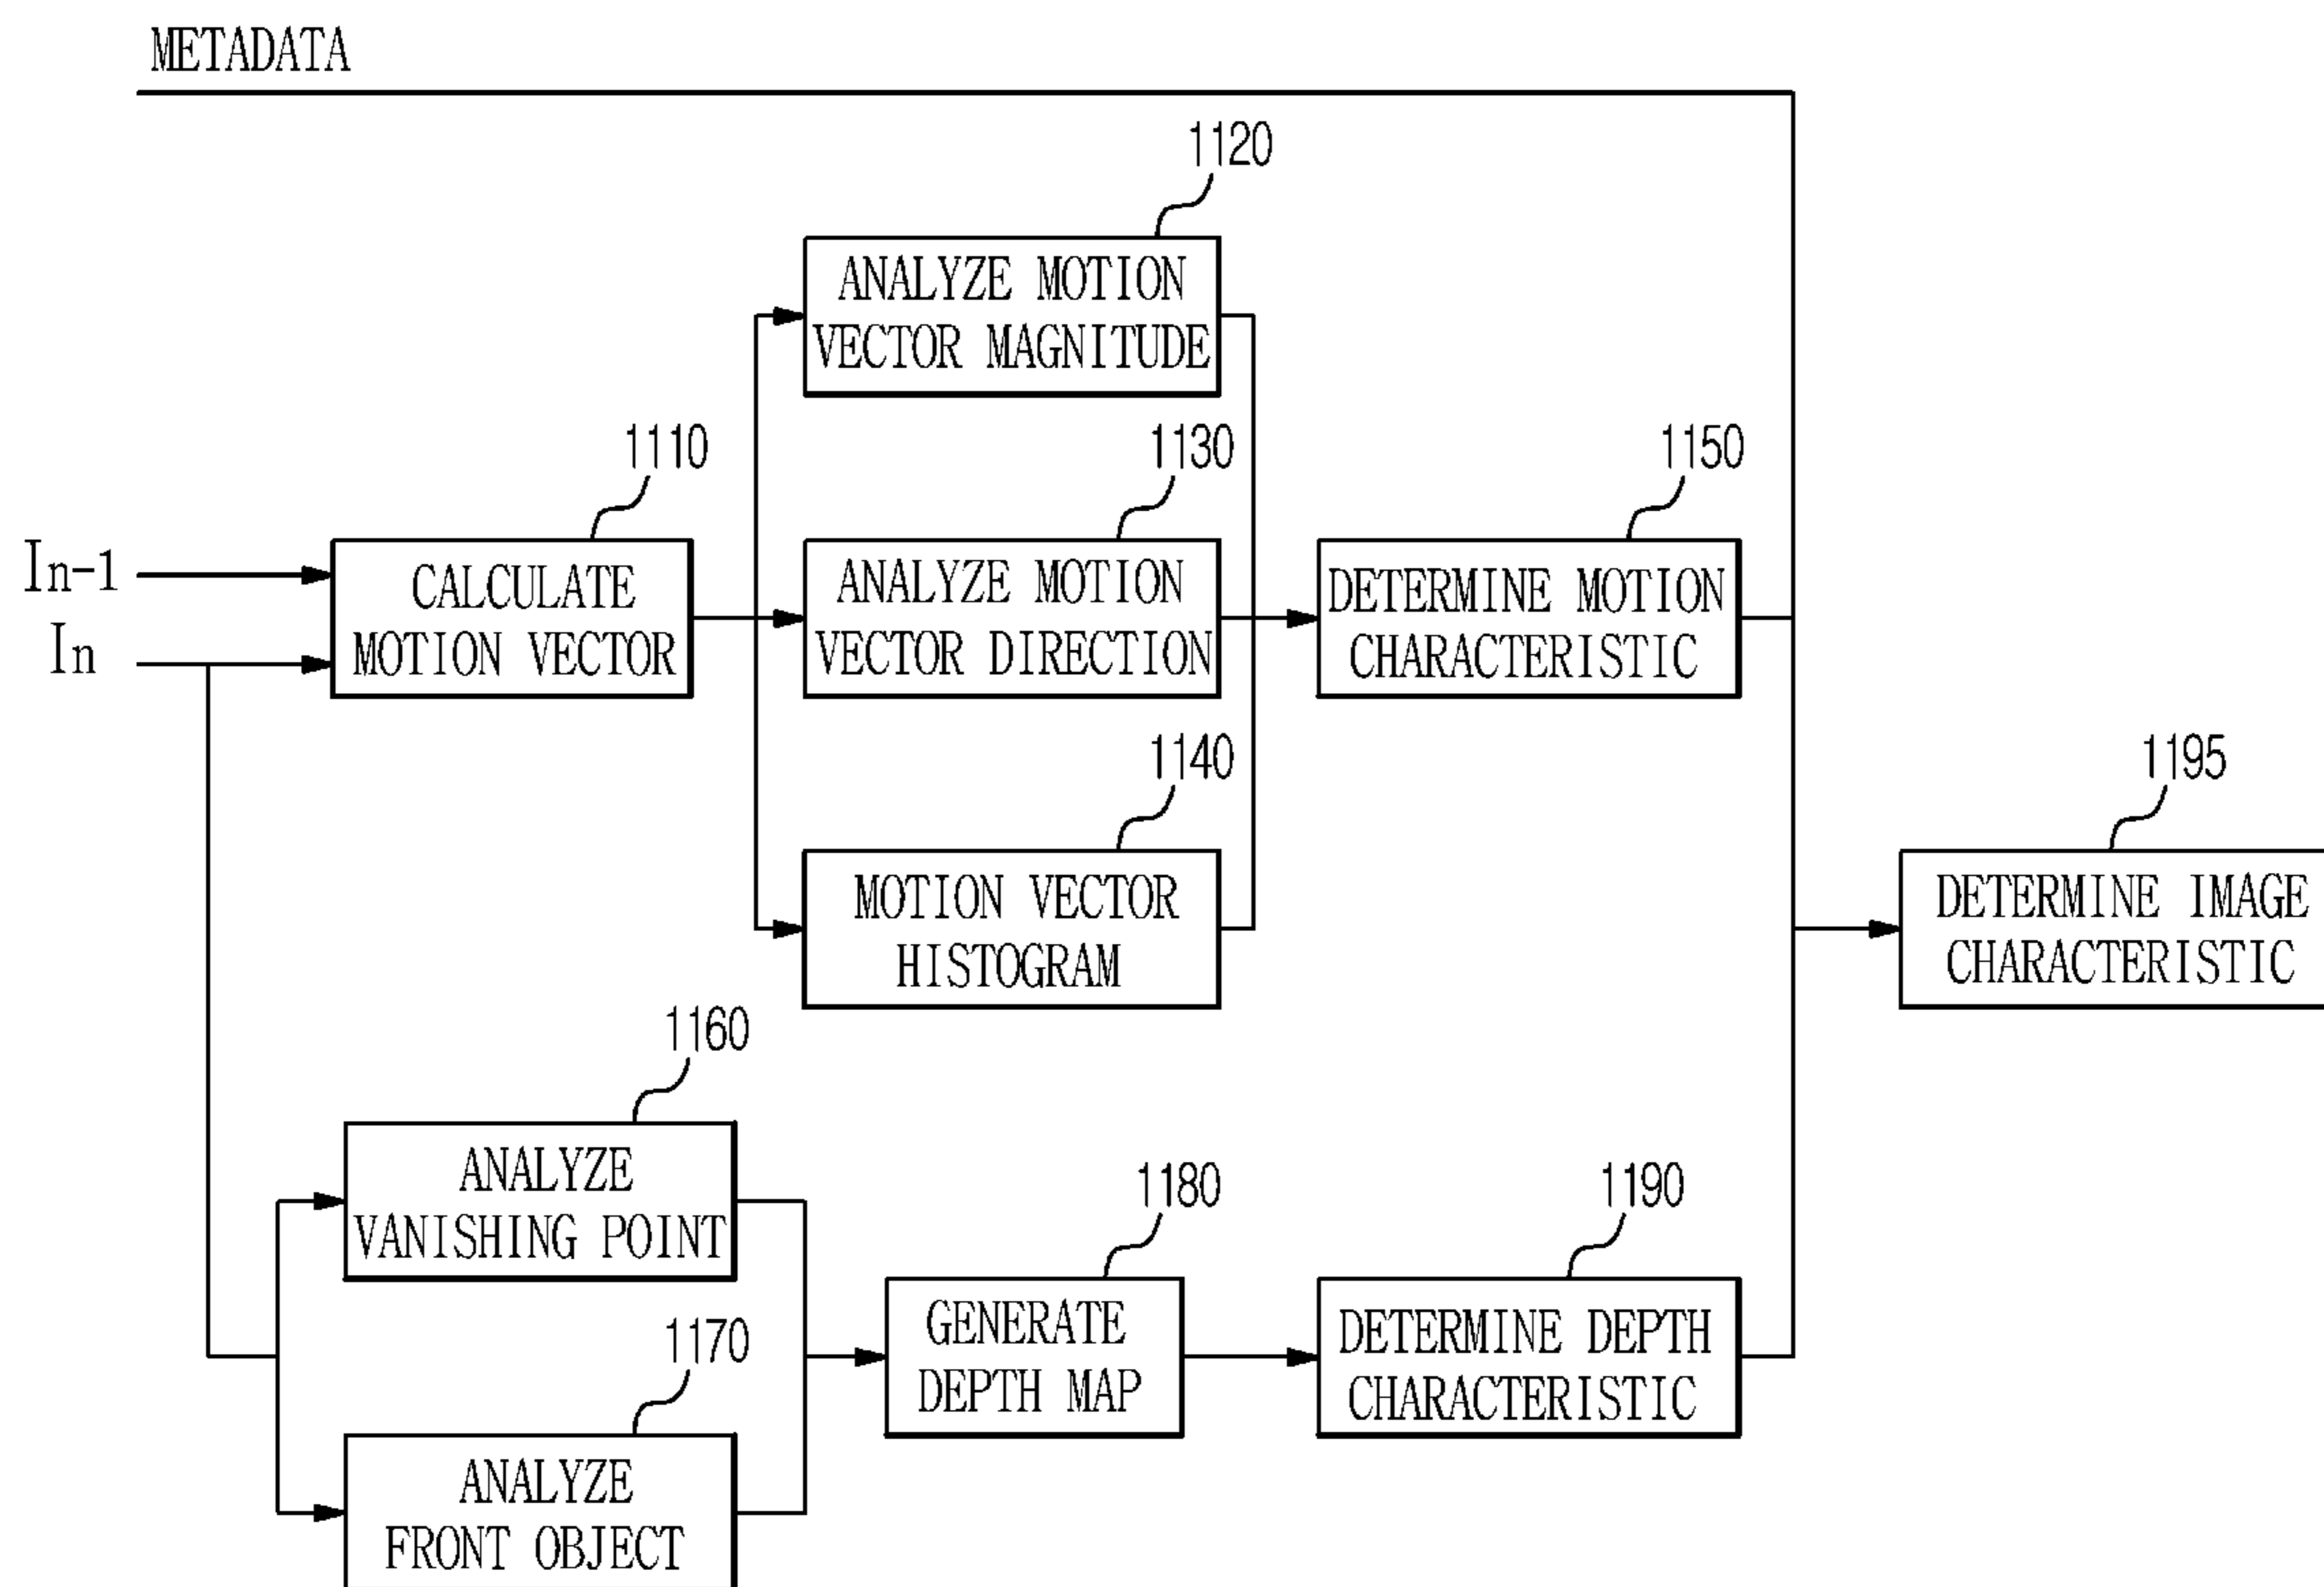 METADATA
1120
ANALYZE MOTION
VECTOR MAGNITUDE
1110
1130
1150
In-1
In
CALCULATE
MOTION VECTOR
ANALYZE MOTION
VECTOR DIRECTION
DETERMINE MOTION
CHARACTERISTIC
1140
1195
MOTION VECTOR
HISTOGRAM
DETERMINE IMAGE
CHARACTERISTIC
1160
ANALYZE
VANISHING POINT
1180
1190
GENERATE
DEPTH MAP
DETERMINE DEPTH
CHARACTERISTIC
1170
ANALYZE
FRONT OBJECT